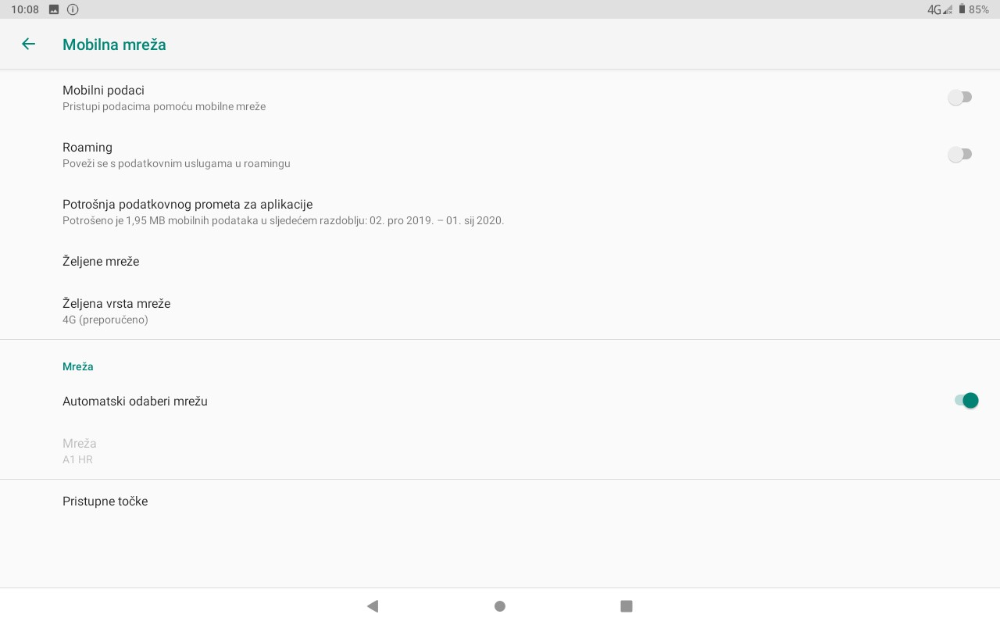 10:08
4G 85%
Mobilna mreža
Mobilni podaci
Pristupi podacima pomoću mobilne mreže
Roaming
Poveži se s podatkovnim uslugama u roamingu
Potrošnja podatkovnog prometa za aplikacije
Potrošeno je 1,95 MB mobilnih podataka u sljedećem razdoblju: 02. pro 2019. – 01. sij 2020.
Željene mreže
Željena vrsta mreže
4G (preporučeno)
Mreža
Automatski odaberi mrežu
Mreža
A1 HR
Pristupne točke